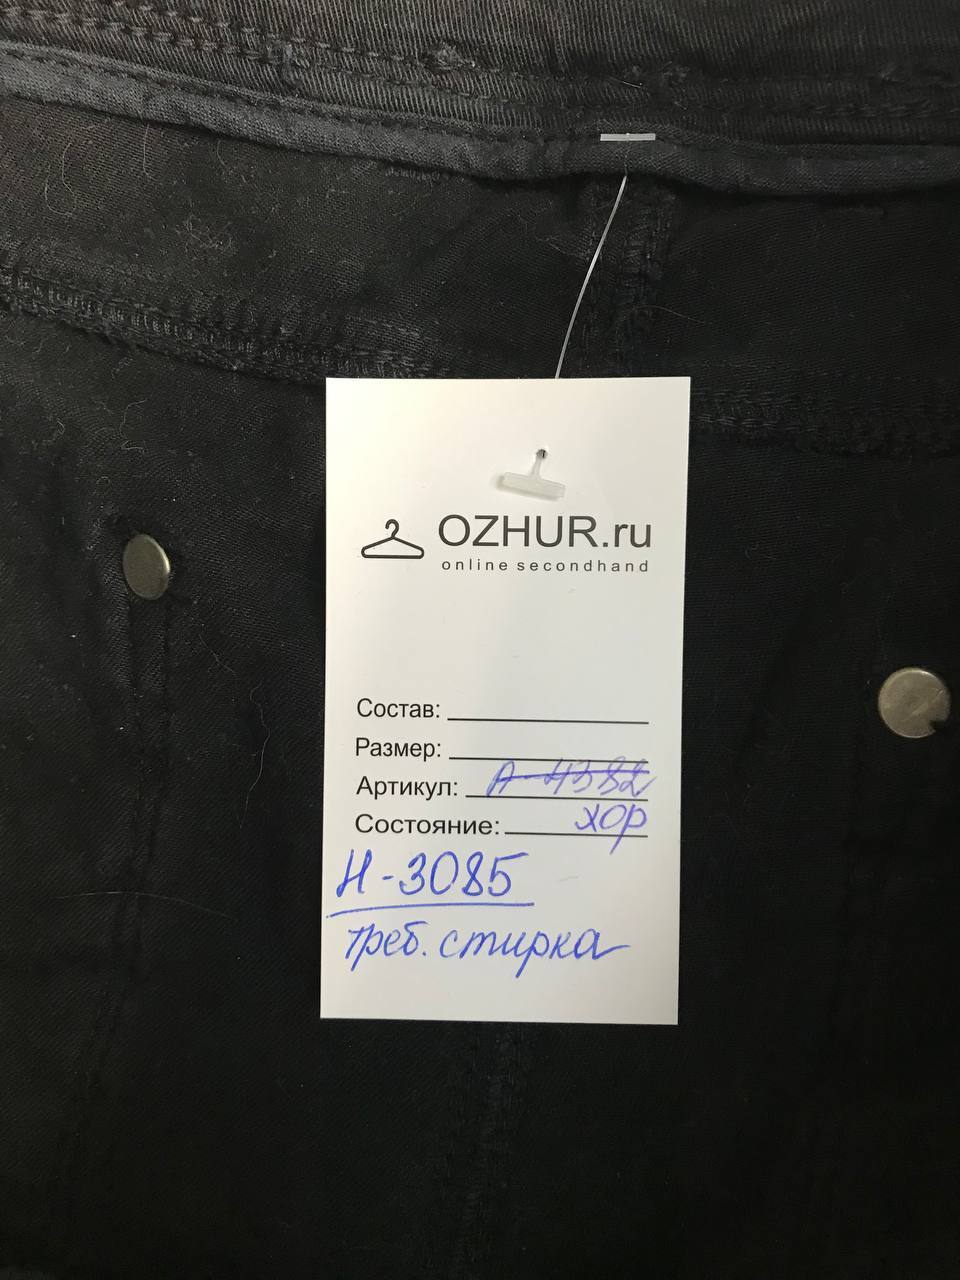 OZHUR.ru
online secondhand
Состав:
Размер:
Артикул: А-4382
Состояние: хор
Н-3085
треб. стирка